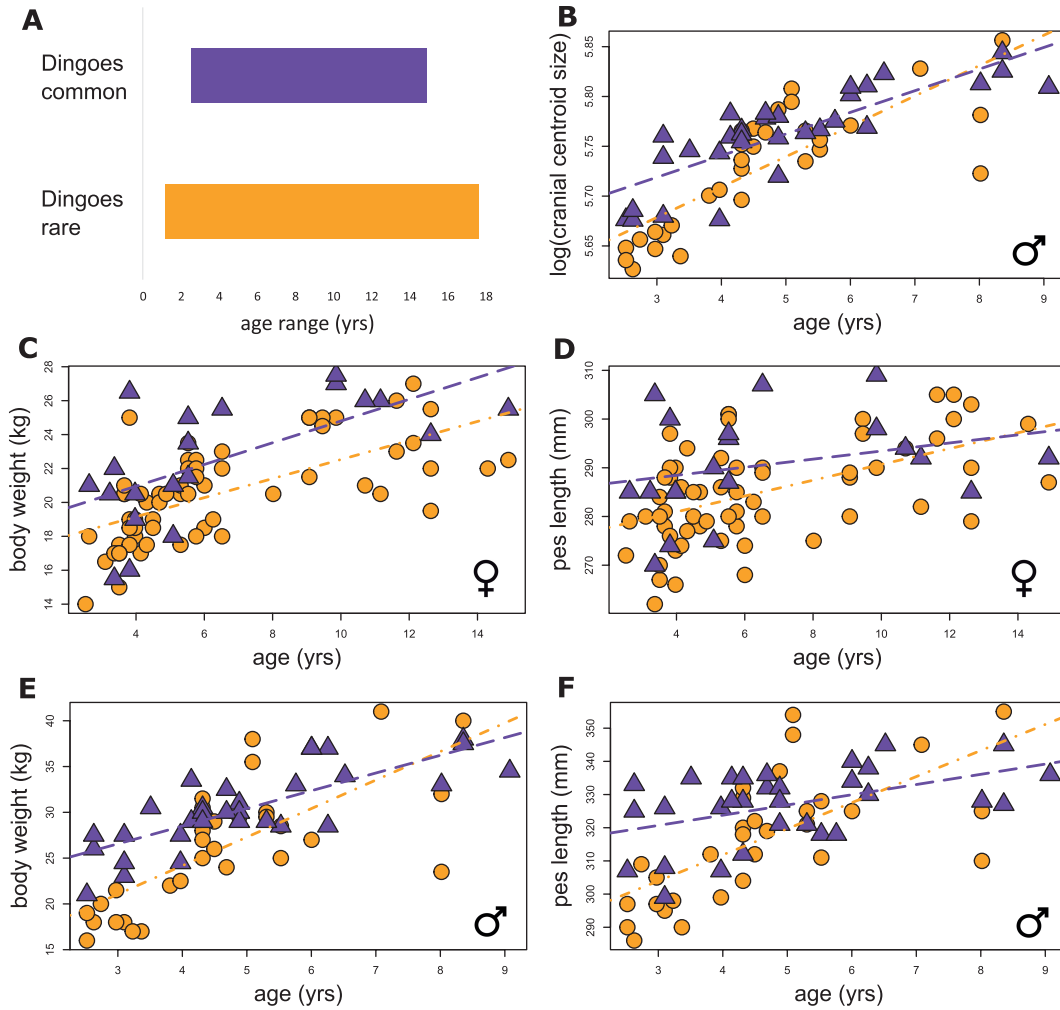 A
Dingoes
common
Dingoes
rare
0 2 4 6 8 10 12 14 16 18
age range (yrs)
B
log(cranial centroid size)
5.65 5.70 5.75 5.80 5.85
3 4 5 6 7 8 9
age (yrs)
♂
C
body weight (kg)
14 16 18 20 22 24 26 28
4 6 8 10 12 14
age (yrs)
♀
D
pes length (mm)
270 280 290 300 310
4 6 8 10 12 14
age (yrs)
♀
E
body weight (kg)
15 20 25 30 35 40
3 4 5 6 7 8 9
age (yrs)
♂
F
pes length (mm)
290 300 310 320 330 340 350
3 4 5 6 7 8 9
age (yrs)
♂